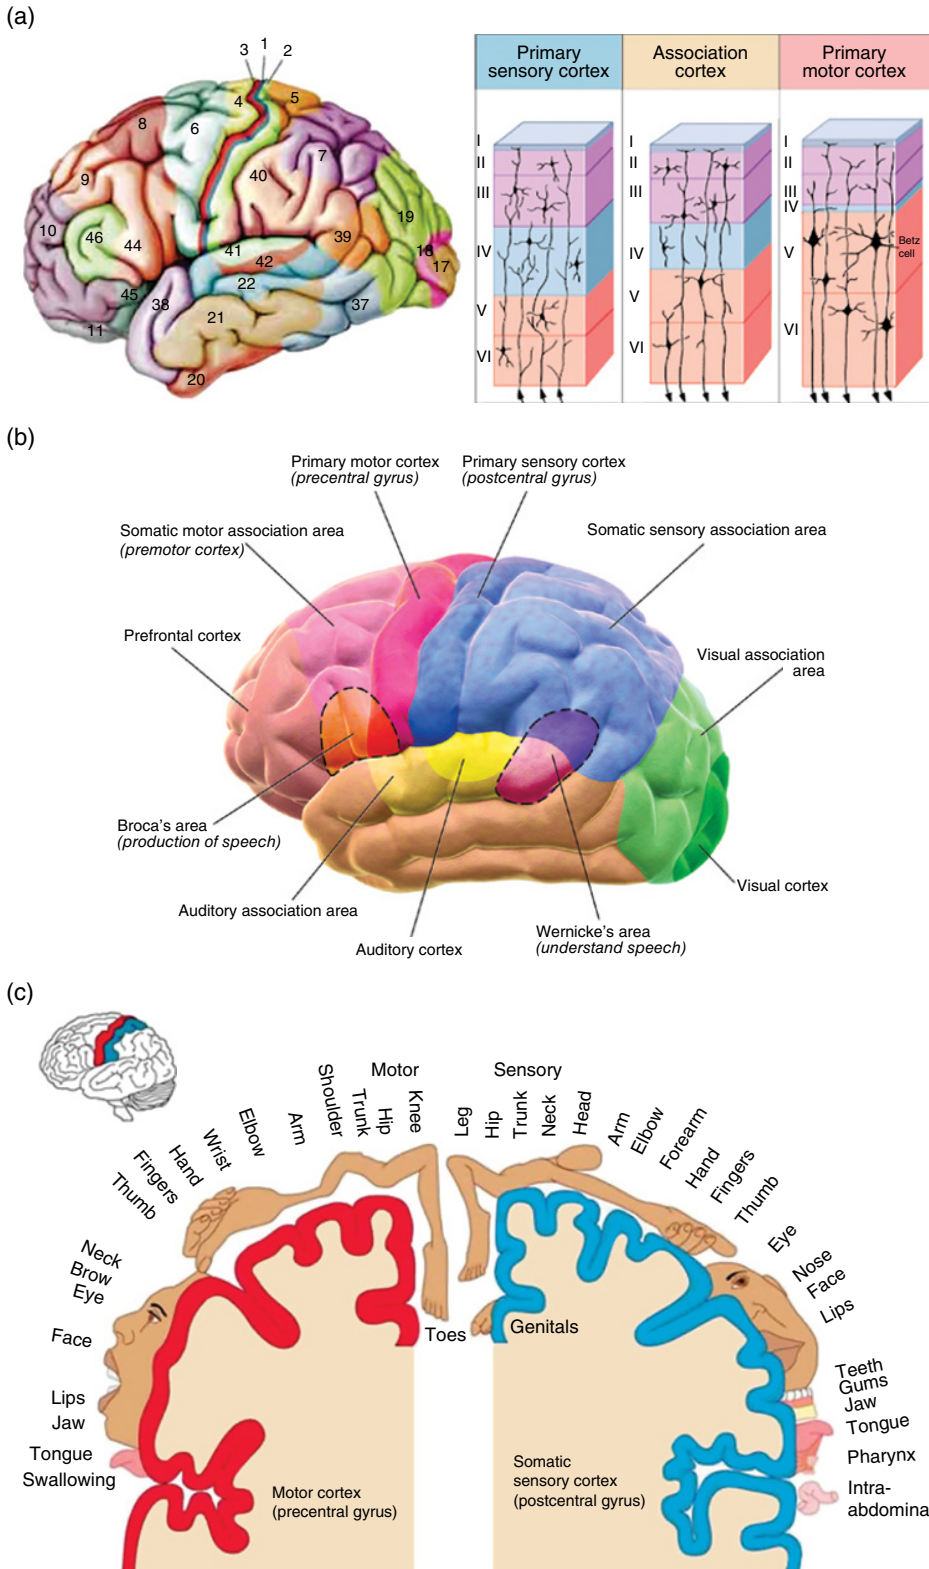 (a)
3
1
2
4
5
8
6
7
9
40
10
46
44
19
41
39
42
18
17
22
45
38
37
21
11
20
Primary
sensory cortex
Association
cortex
Primary
motor cortex
I
II
III
IV
V
VI
I
II
III
IV
V
VI
I
II
III
IV
V
VI
Betz
cell
(b)
Primary motor cortex
(precentral gyrus)
Primary sensory cortex
(postcentral gyrus)
Somatic motor association area
(premotor cortex)
Somatic sensory association area
Prefrontal cortex
Visual association
area
Broca's area
(production of speech)
Visual cortex
Auditory association area
Auditory cortex
Wernicke's area
(understand speech)
(c)
Motor
Sensory
Thumb
Fingers
Hand
Wrist
Elbow
Arm
Shoulder
Trunk
Hip
Knee
Leg
Hip
Trunk
Neck
Head
Arm
Elbow
Forearm
Hand
Fingers
Thumb
Neck
Brow
Eye
Face
Lips
Jaw
Tongue
Swallowing
Toes
Genitals
Eye
Nose
Face
Lips
Teeth
Gums
Jaw
Tongue
Pharynx
Intra-
abdomina
Motor cortex
(precentral gyrus)
Somatic
sensory cortex
(postcentral gyrus)